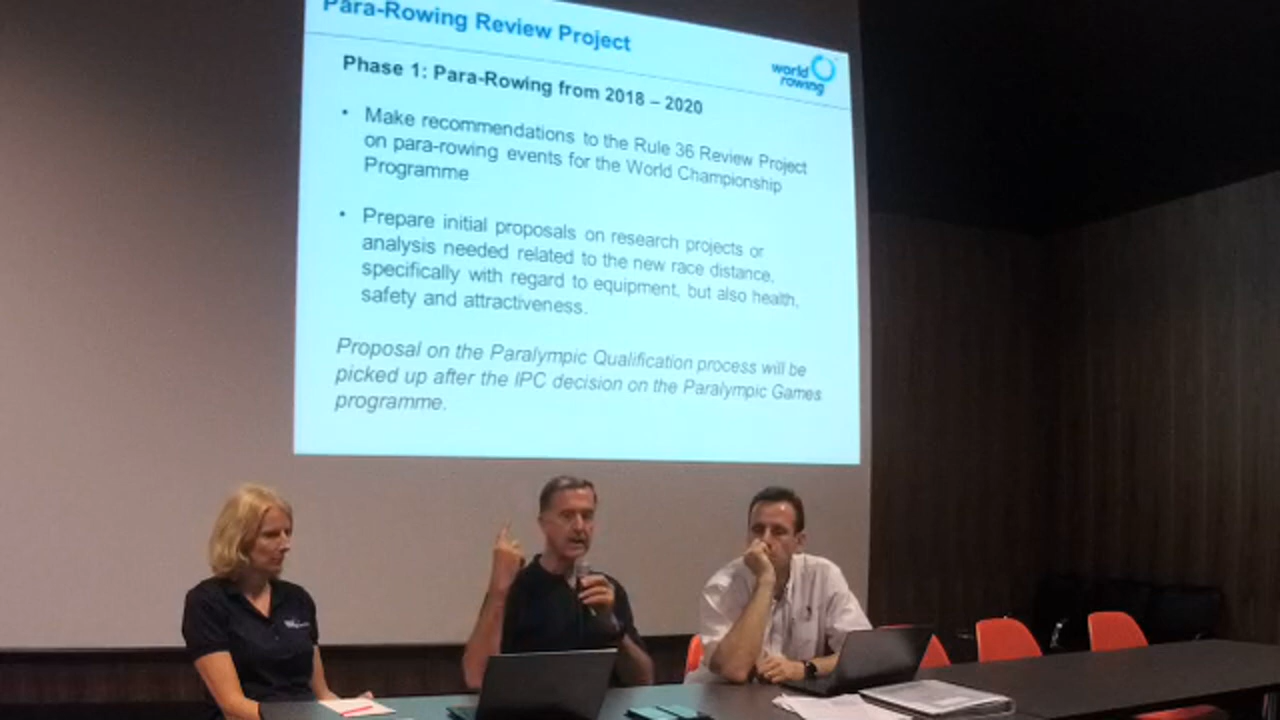 Para-Rowing Review Project
world
rowing
Phase 1: Para-Rowing from 2018 – 2020
• Make recommendations to the Rule 36 Review Project
on para-rowing events for the World Championship
Programme
• Prepare initial proposals on research projects or
analysis needed related to the new race distance,
specifically with regard to equipment, but also health,
safety and attractiveness.
Proposal on the Paralympic Qualification process will be
picked up after the IPC decision on the Paralympic Games
programme.